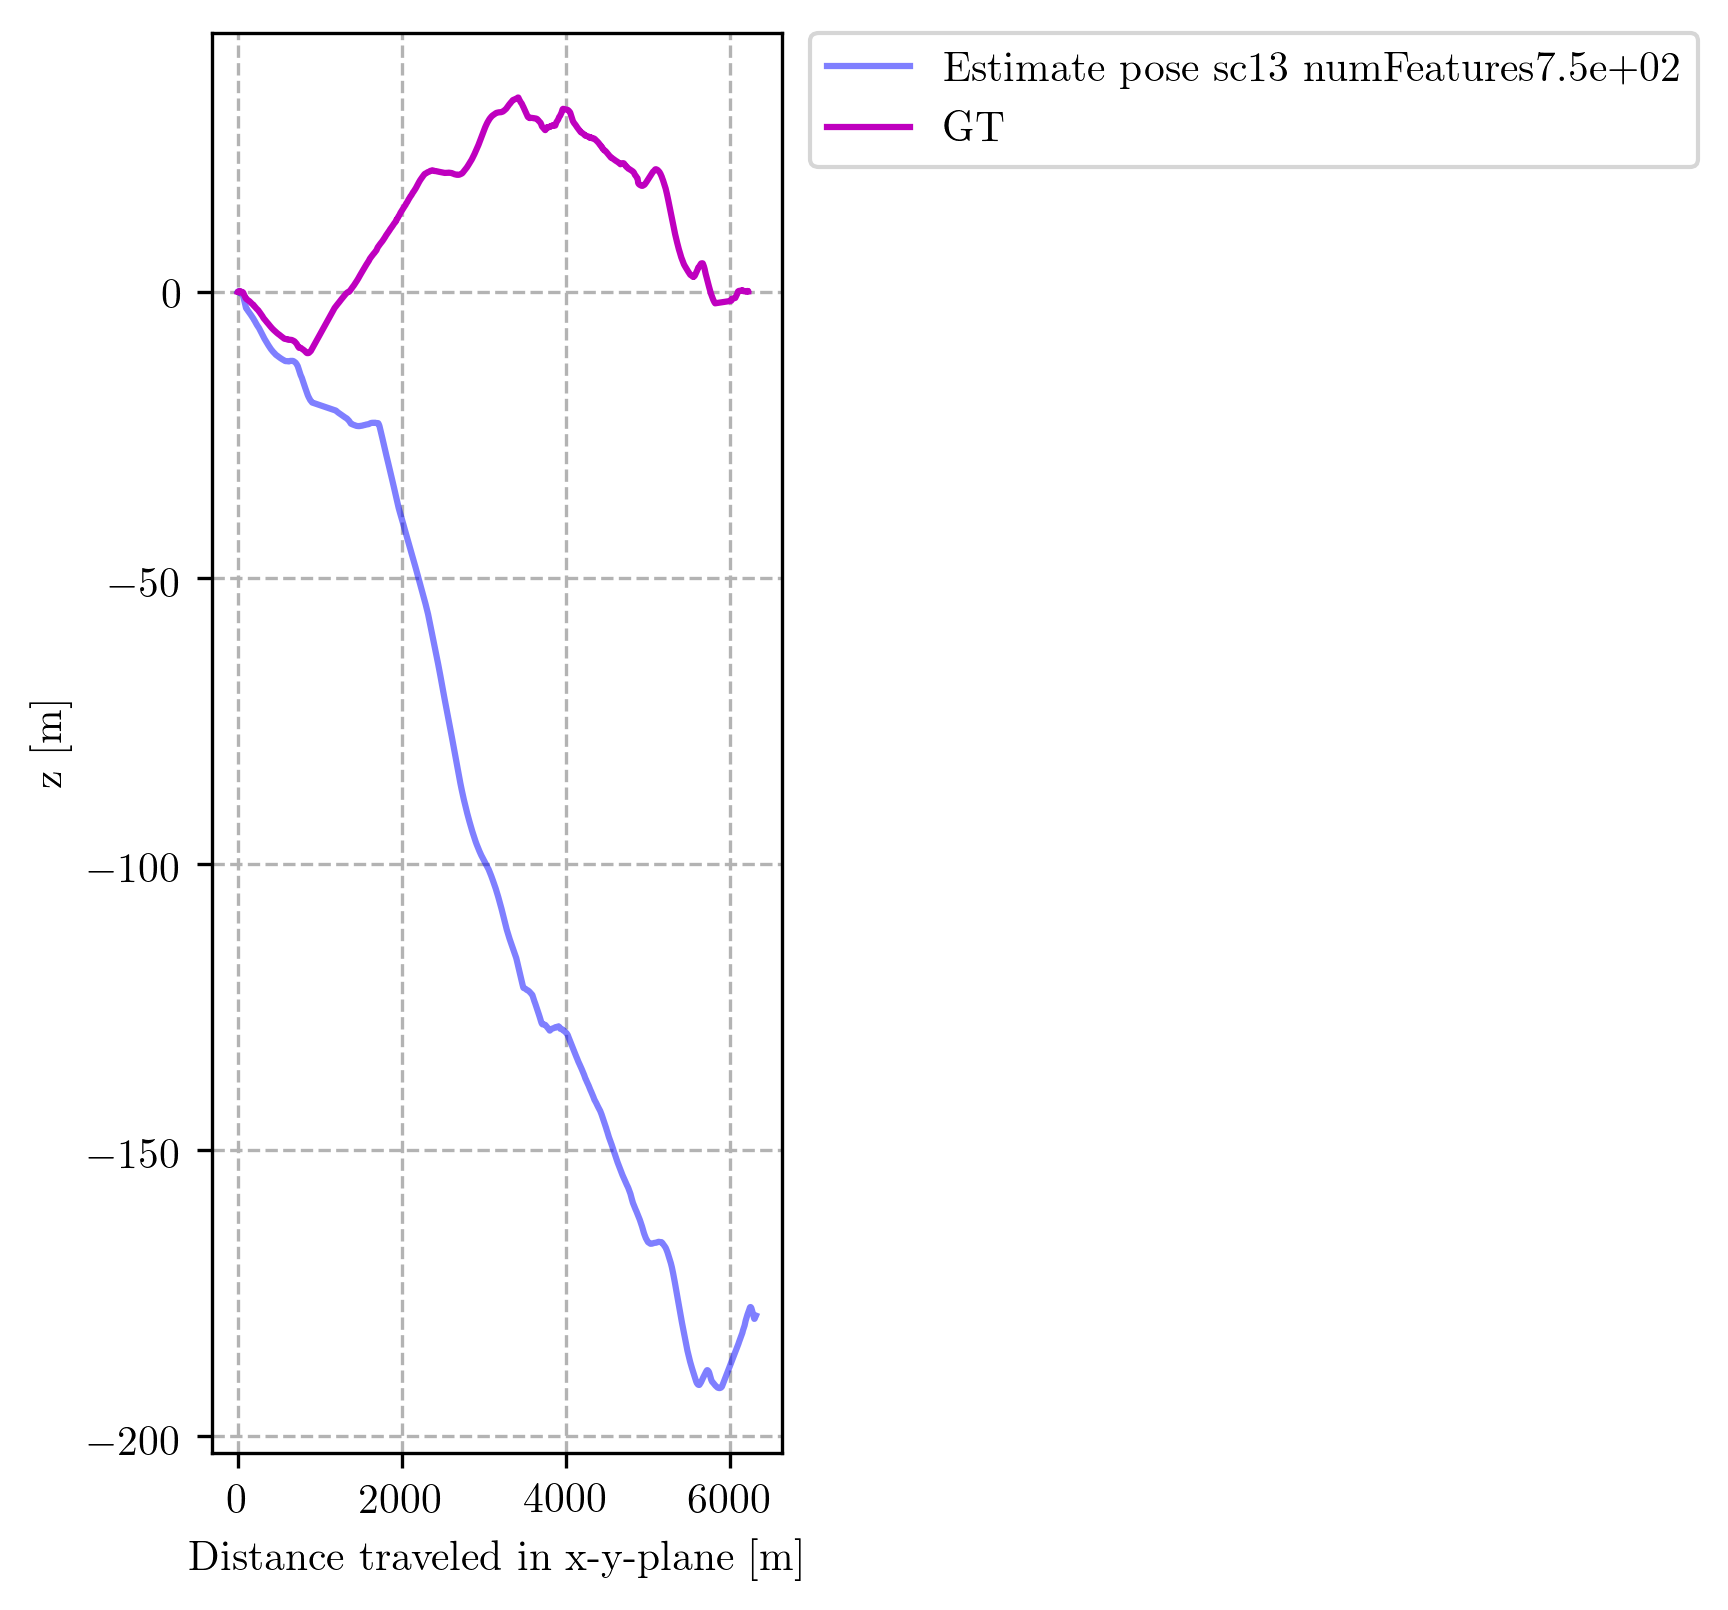 Estimate pose sc13 numFeatures7.5e+02
GT
0
−50
−100
−150
−200
z [m]
0 2000 4000 6000
Distance traveled in x-y-plane [m]